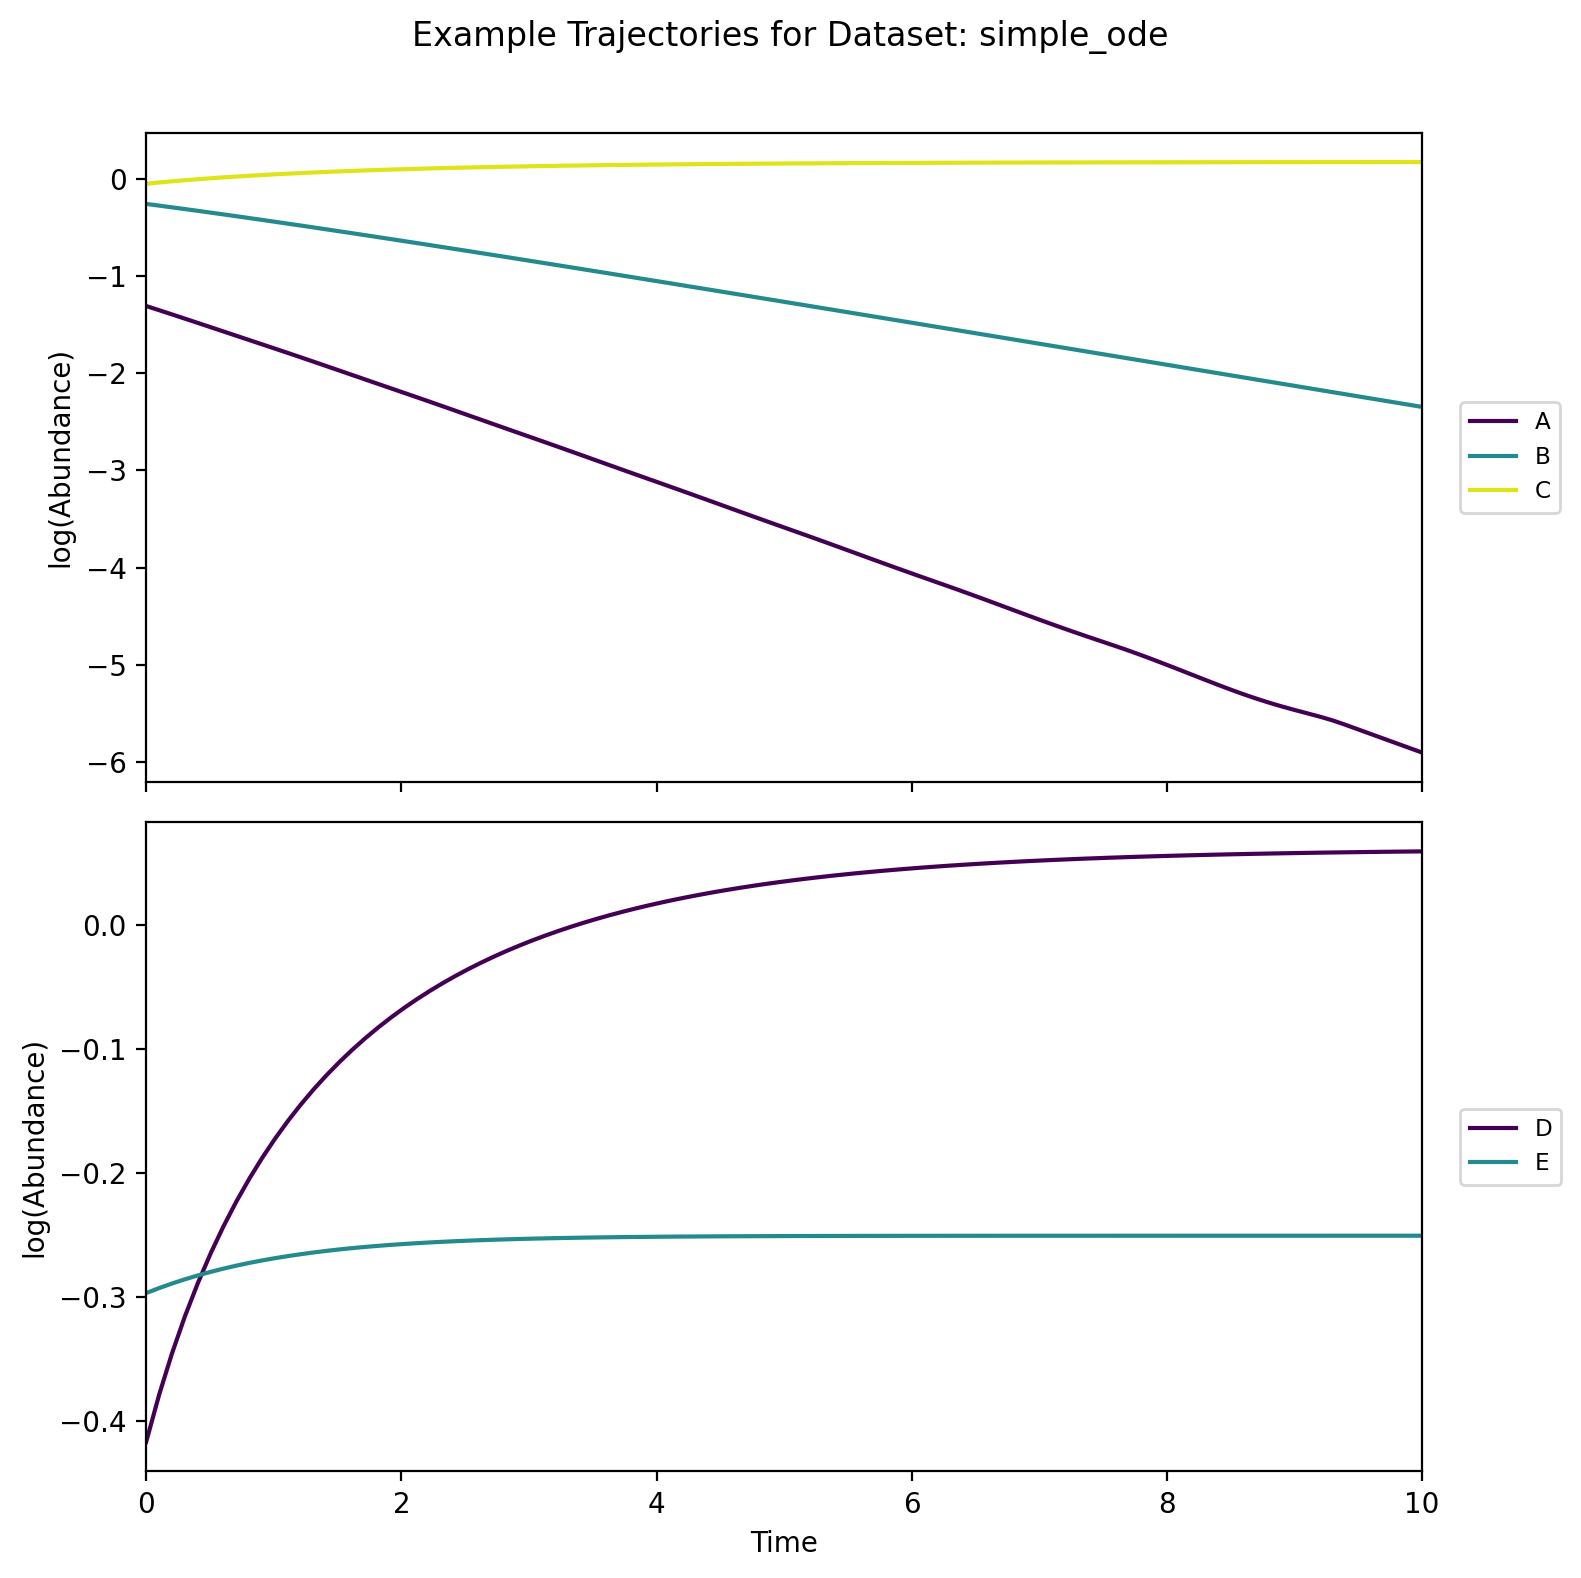 Example Trajectories for Dataset: simple_ode
0
−1
−2
−3
−4
−5
−6
log(Abundance)
A
B
C
0.0
−0.1
−0.2
−0.3
−0.4
log(Abundance)
D
E
0 2 4 6 8 10
Time